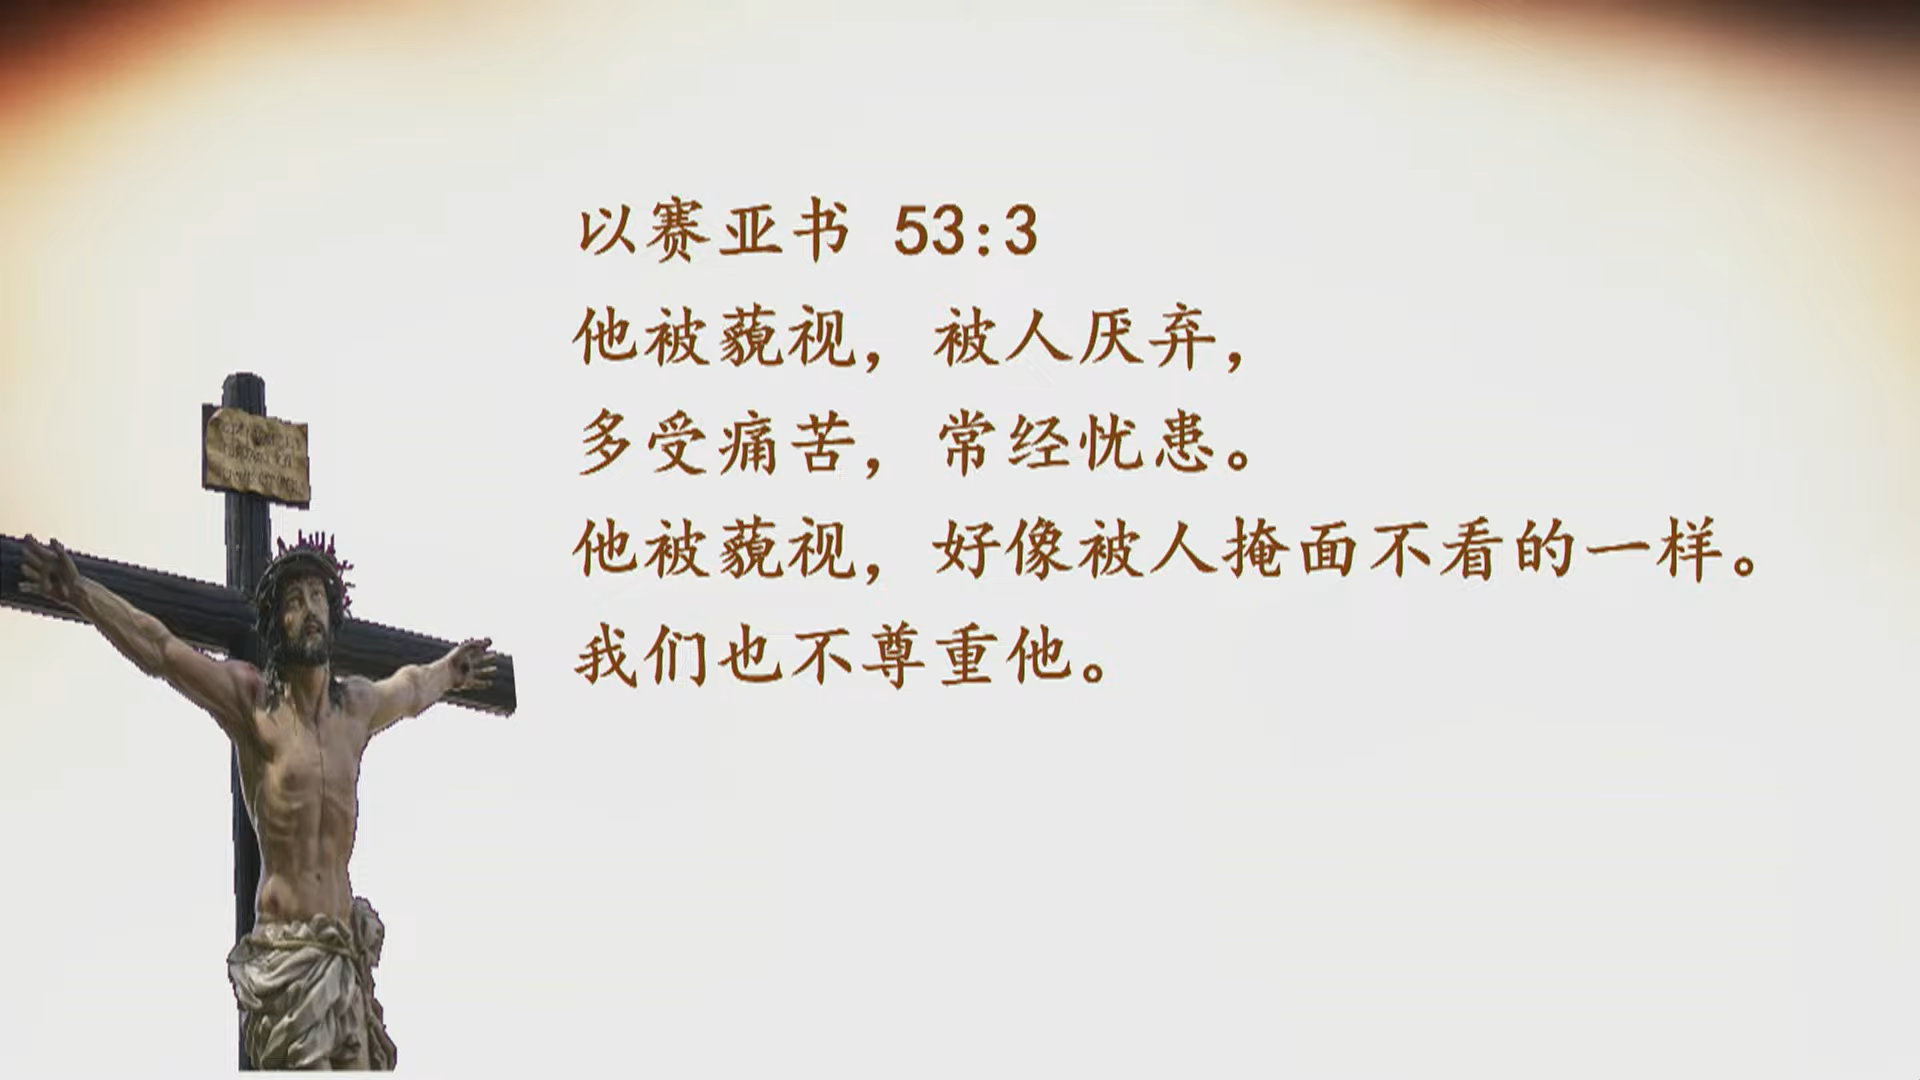 以赛亚书 53:3
他被藐视，被人厌弃，
多受痛苦，常经忧患。
他被藐视，好像被人掩面不看的一样。
我们也不尊重他。